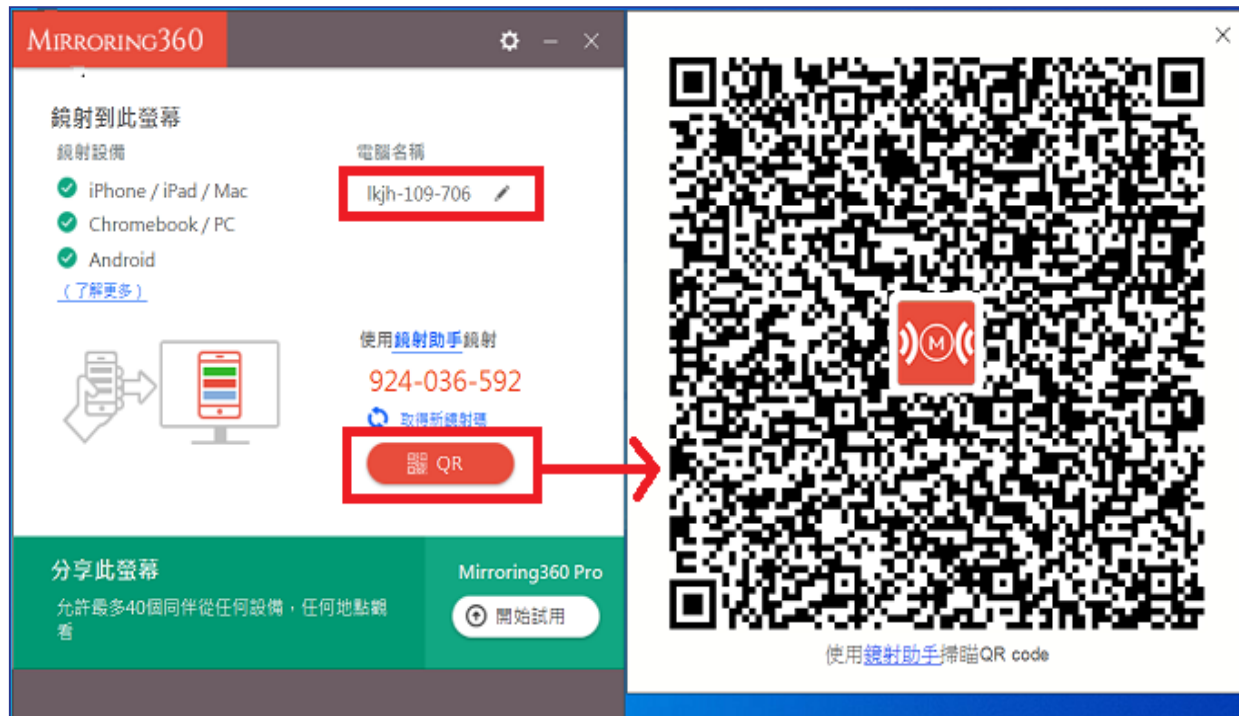 MIRRORING360
鏡射到此螢幕
鏡射設備
電腦名稱
iPhone / iPad / Mac
lkjh-109-706
Chromebook / PC
Android
(了解更多)
使用鏡射助手鏡射
924-036-592
取得新鏡射碼
QR
分享此螢幕
Mirroring360 Pro
允許最多40個同伴從任何設備,任何地點觀
看
開始試用
M
使用鏡射助手掃瞄QR code